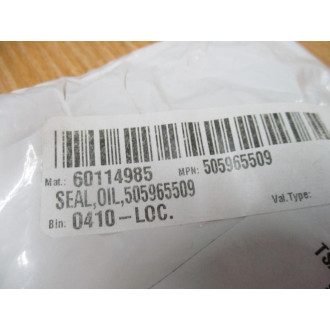 Mat.: 60114985 MPN: 505965509
SEAL,OIL,505965509
Bin: 0410-LOC. Val.Type: